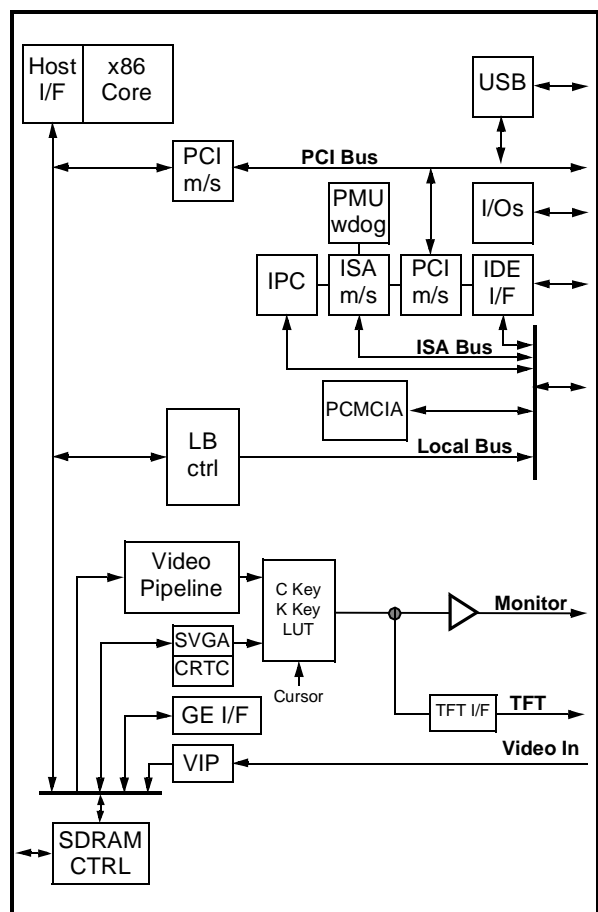 Host
I/F
x86
Core
USB
PCI
m/s
PCI Bus
PMU
wdog
I/Os
IPC
ISA
m/s
PCI
m/s
IDE
I/F
ISA Bus
PCMCIA
LB
ctrl
Local Bus
Video
Pipeline
C Key
K Key
LUT
Monitor
SVGA
CRTC
Cursor
GE I/F
TFT I/F
TFT
VIP
Video In
SDRAM
CTRL